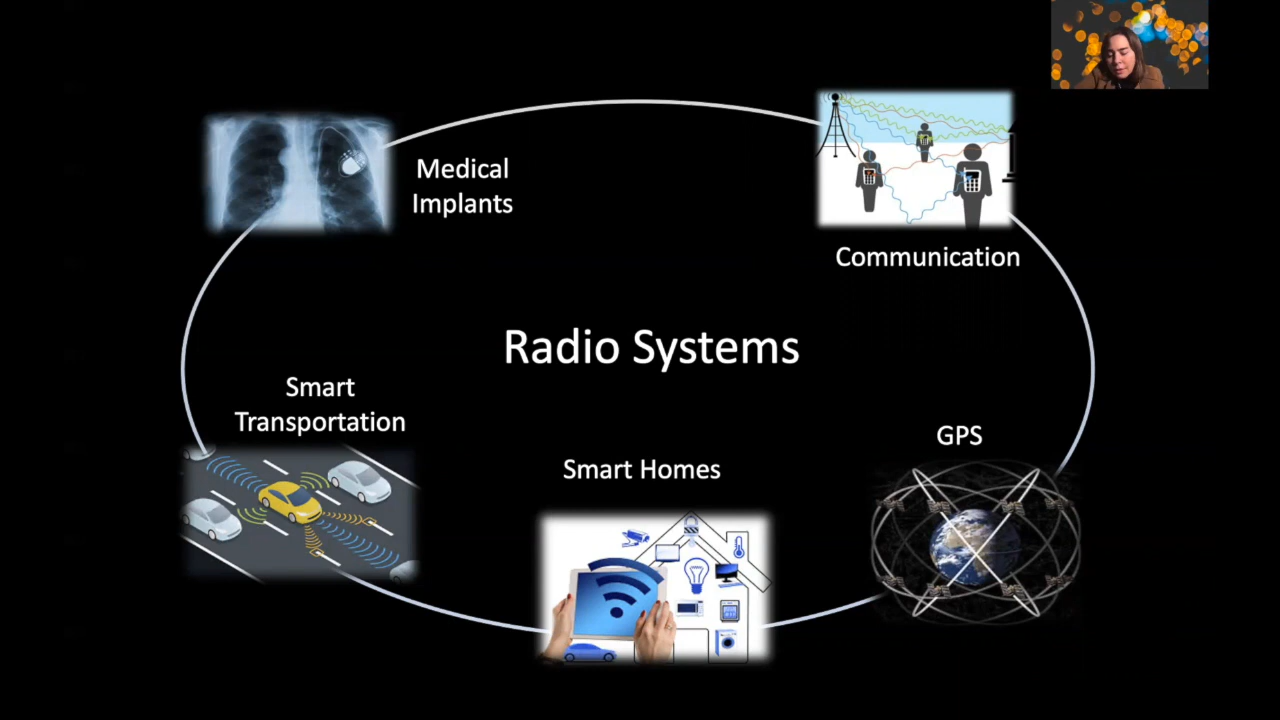 Medical
Implants
Communication
Radio Systems
Smart
Transportation
GPS
Smart Homes